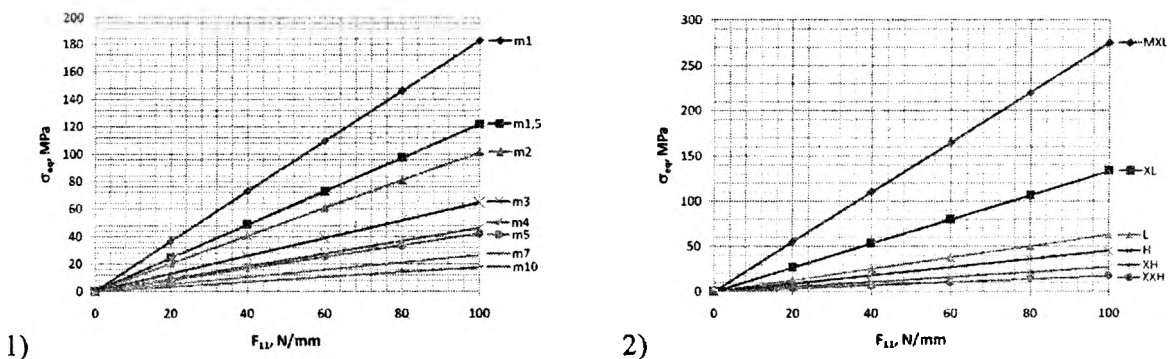 200
180
160
140
120
100
80
60
40
20
0
σeq, MPa
0 20 40 60 80 100
F11, N/mm
m1
m1,5
m2
m3
m4
m5
m7
m10
1)
300
250
200
150
100
50
0
σeq, MPa
0 20 40 60 80 100
F11, N/mm
MXL
XL
L
H
XH
XXH
2)